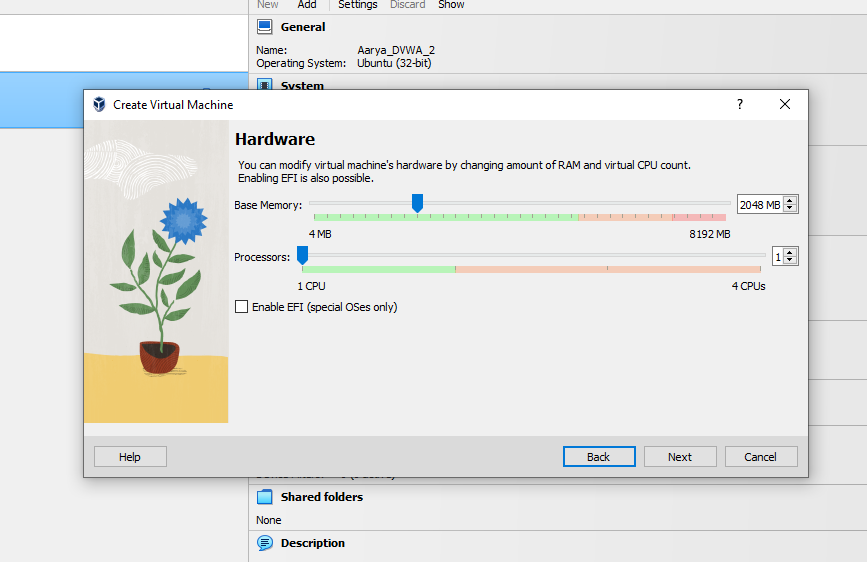 New Add Settings Discard Show
General
Name: Aarya_DVWA_2
Operating System: Ubuntu (32-bit)
System
Create Virtual Machine ?
Hardware
You can modify virtual machine's hardware by changing amount of RAM and virtual CPU count.
Enabling EFI is also possible.
Base Memory: 2048 MB
4 MB 8192 MB
Processors: 1
1 CPU 4 CPUs
Enable EFI (special OSes only)
Help Back Next Cancel
Shared folders
None
Description